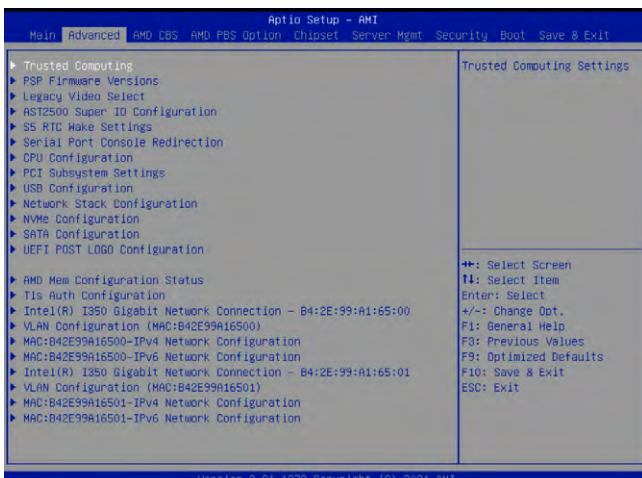 Aptio Setup – AMI
Main Advanced AMD CBS AMD PBS Option Chipset Server Mgmt Security Boot Save & Exit
Trusted Computing
PSP Firmware Versions
Legacy Video Select
AST2500 Super IO Configuration
S5 RTC Wake Settings
Serial Port Console Redirection
CPU Configuration
PCI Subsystem Settings
USB Configuration
Network Stack Configuration
NVMe Configuration
SATA Configuration
UEFI POST LOGO Configuration
AMD Mem Configuration Status
Tls Auth Configuration
Intel(R) I350 Gigabit Network Connection – B4:2E:99:A1:65:00
VLAN Configuration (MAC:B42E99A16500)
MAC:B42E99A16500-IPv4 Network Configuration
MAC:B42E99A16500-IPv6 Network Configuration
Intel(R) I350 Gigabit Network Connection – B4:2E:99:A1:65:01
VLAN Configuration (MAC:B42E99A16501)
MAC:B42E99A16501-IPv4 Network Configuration
MAC:B42E99A16501-IPv6 Network Configuration
Trusted Computing Settings
→←: Select Screen
↑↓: Select Item
Enter: Select
+/-: Change Opt.
F1: General Help
F3: Previous Values
F9: Optimized Defaults
F10: Save & Exit
ESC: Exit